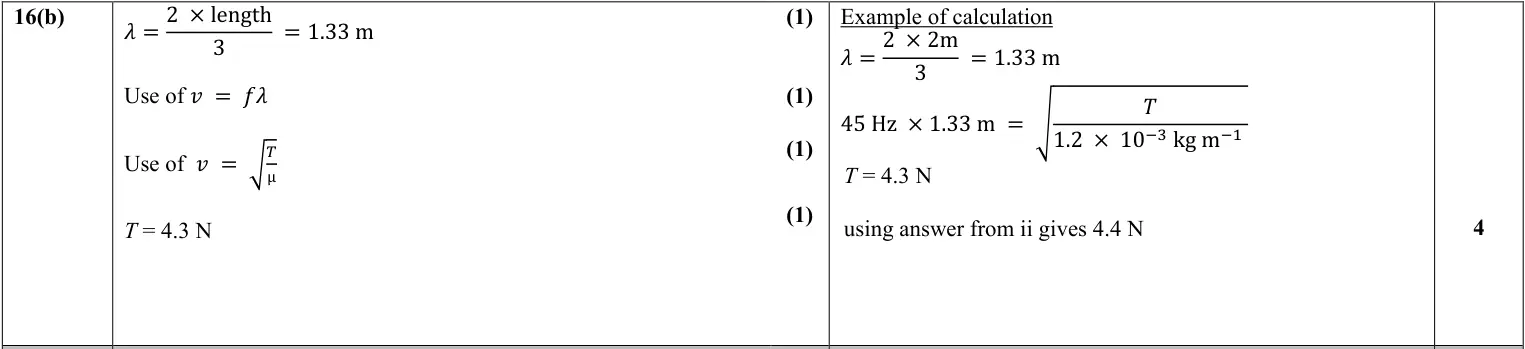 16(b)
λ = (2 × length)/3 = 1.33 m (1)
Use of v = fλ (1)
Use of v = √(T/μ) (1)
T = 4.3 N (1)
Example of calculation
λ = (2 × 2m)/3 = 1.33 m
45 Hz × 1.33 m = √(T/(1.2 × 10⁻³ kg m⁻¹))
T = 4.3 N
using answer from ii gives 4.4 N
4